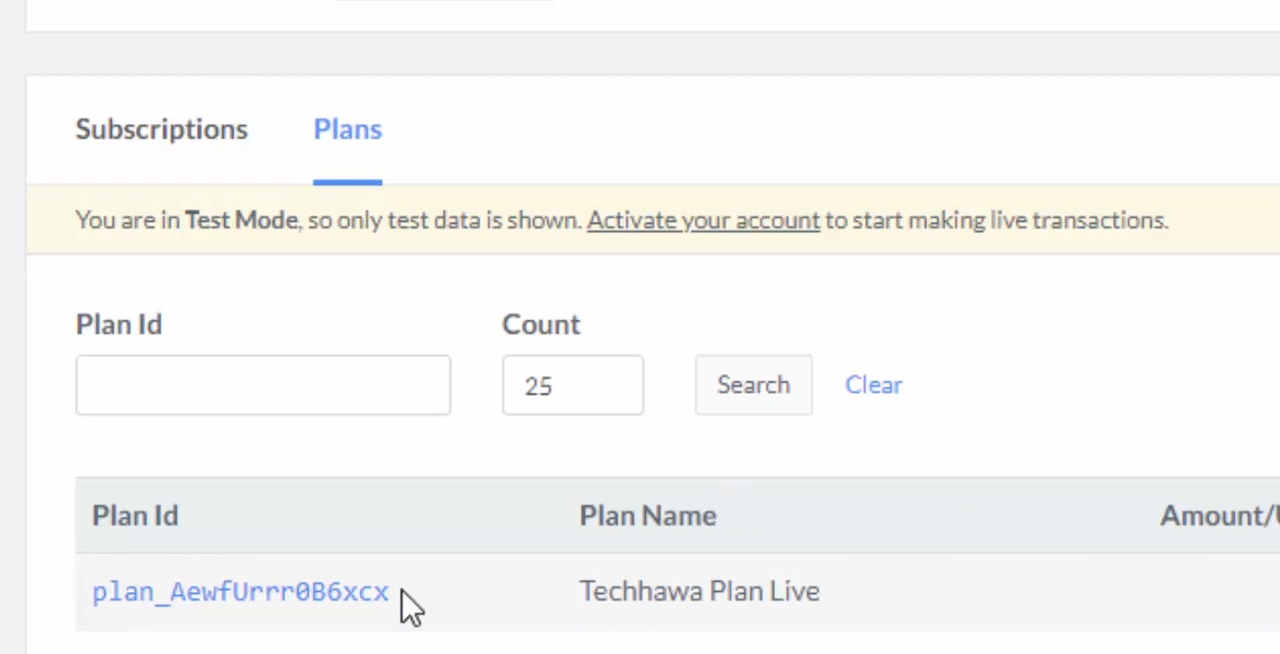 Subscriptions Plans
You are in Test Mode, so only test data is shown. Activate your account to start making live transactions.
Plan Id Count
25 Search Clear
Plan Id Plan Name Amount/U
plan_AewfUrrr0B6xcx Techhawa Plan Live